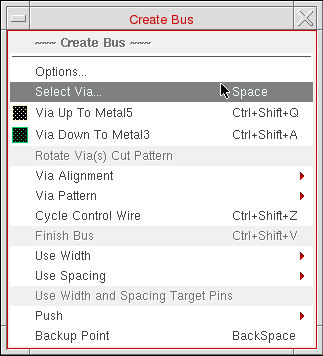 Create Bus
~~~ Create Bus ~~~
Options...
Select Via... Space
Via Up To Metal5 Ctrl+Shift+Q
Via Down To Metal3 Ctrl+Shift+A
Rotate Via(s) Cut Pattern
Via Alignment
Via Pattern
Cycle Control Wire Ctrl+Shift+Z
Finish Bus Ctrl+Shift+V
Use Width
Use Spacing
Use Width and Spacing Target Pins
Push
Backup Point BackSpace